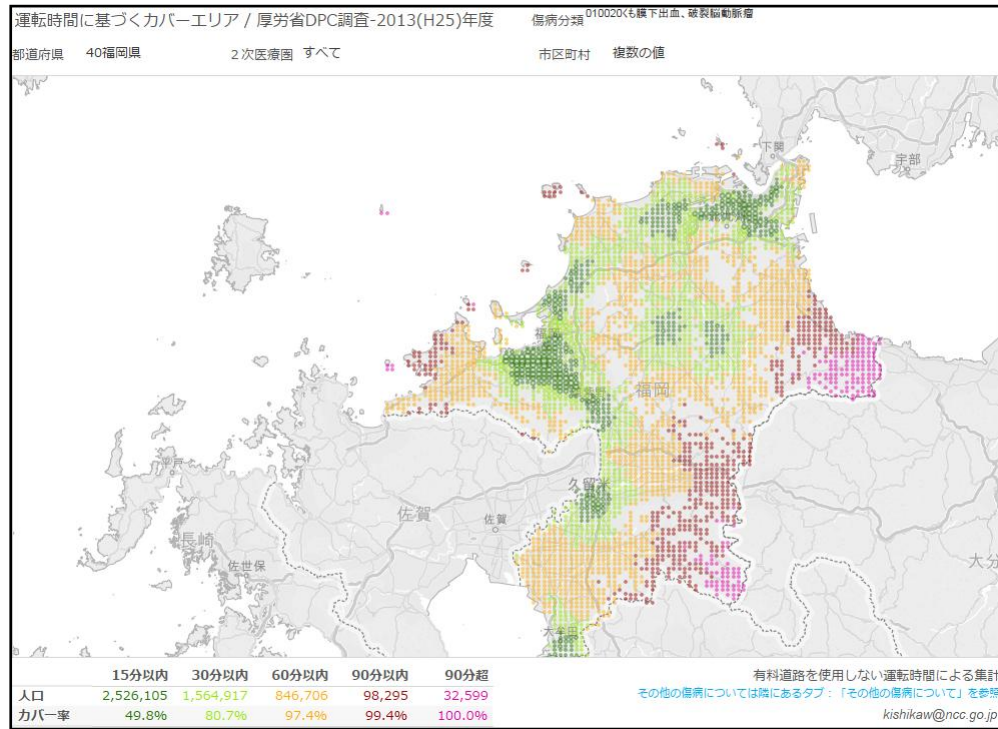 運転時間に基づくカバーエリア / 厚労省DPC調査-2013(H25)年度
傷病分類 010020くも膜下出血、破裂脳動脈瘤
都道府県 40福岡県 2次医療圏 すべて 市区町村 複数の値
下関
宇部
福岡
久留米
佐賀
佐賀
平戸
長崎
佐世保
大分
大牟田
15分以内 30分以内 60分以内 90分以内 90分超
人口 2,526,105 1,564,917 846,706 98,295 32,599
カバー率 49.8% 80.7% 97.4% 99.4% 100.0%
有料道路を使用しない運転時間による集計
その他の傷病については隣にあるタブ：「その他の傷病について」を参照
kishikaw@ncc.go.jp